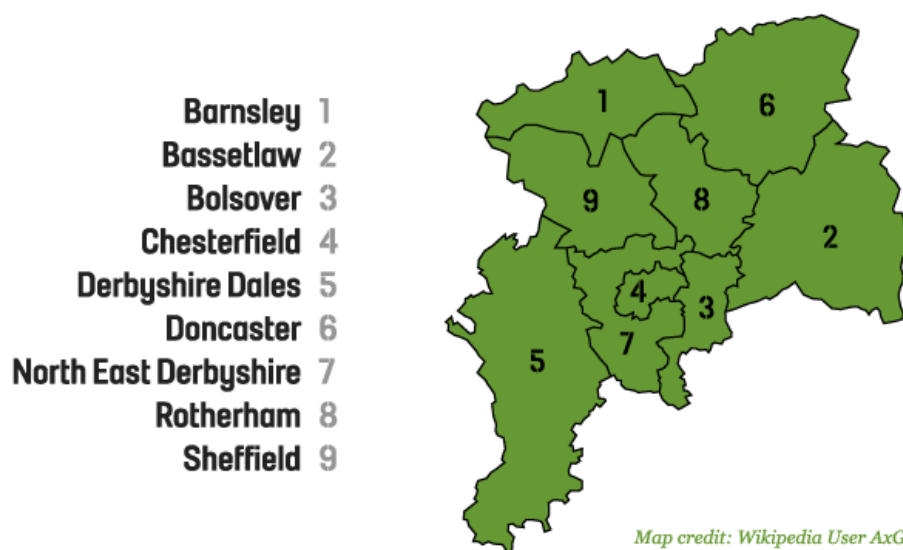 Barnsley 1
Bassetlaw 2
Bolsover 3
Chesterfield 4
Derbyshire Dales 5
Doncaster 6
North East Derbyshire 7
Rotherham 8
Sheffield 9
1
6
9
8
2
4
3
7
5
Map credit: Wikipedia User AxG